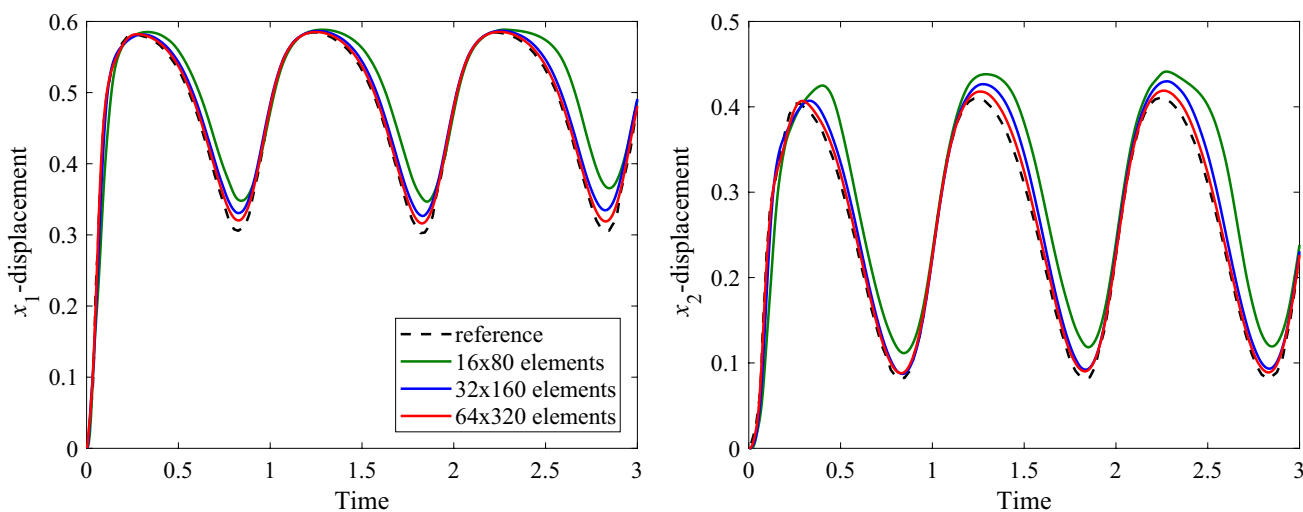 0.6
0.5
0.4
0.3
0.2
0.1
0
x1-displacement
0 0.5 1 1.5 2 2.5 3
Time
reference
16x80 elements
32x160 elements
64x320 elements
0.5
0.4
0.3
0.2
0.1
0
x2-displacement
0 0.5 1 1.5 2 2.5 3
Time